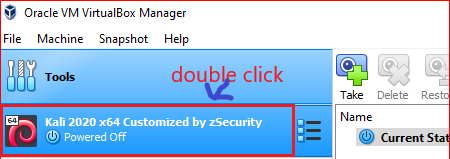 Oracle VM VirtualBox Manager
File Machine Snapshot Help
Tools
double click
Take Delete Resto
Name
64
Kali 2020 x64 Customized by zSecurity
Powered Off
Current Stat